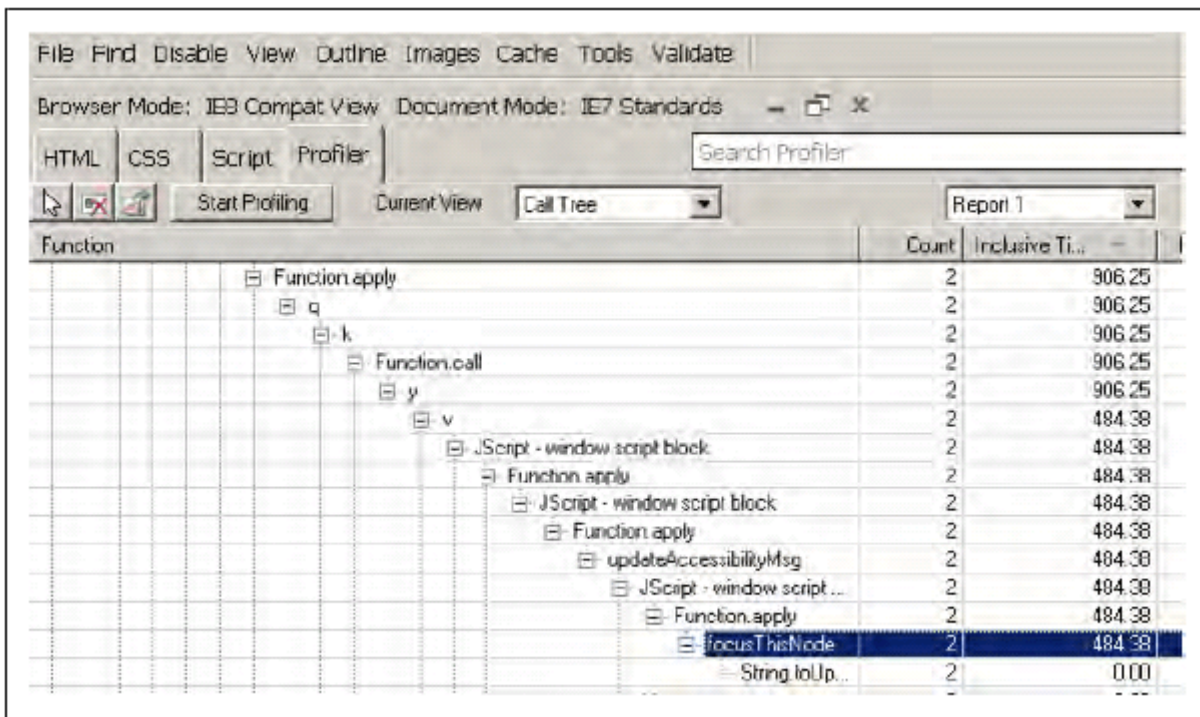 File Find Disable View Outline Images Cache Tools Validate
Browser Mode: IE8 Compat View Document Mode: IE7 Standards
HTML CSS Script Profiler Search Profiler
Start Profiling Current View Call Tree Report 1
Function Count Inclusive Ti...
Function.apply 2 906.25
q 2 906.25
k 2 906.25
Function.call 2 906.25
y 2 906.25
v 2 484.38
JScript - window script block 2 484.38
Function.apply 2 484.38
JScript - window script block 2 484.38
Function.apply 2 484.38
updateAccessibilityMsg 2 484.38
JScript - window script ... 2 484.38
Function.apply 2 484.38
focusThisNode 2 484.38
String.toUp... 2 0.00